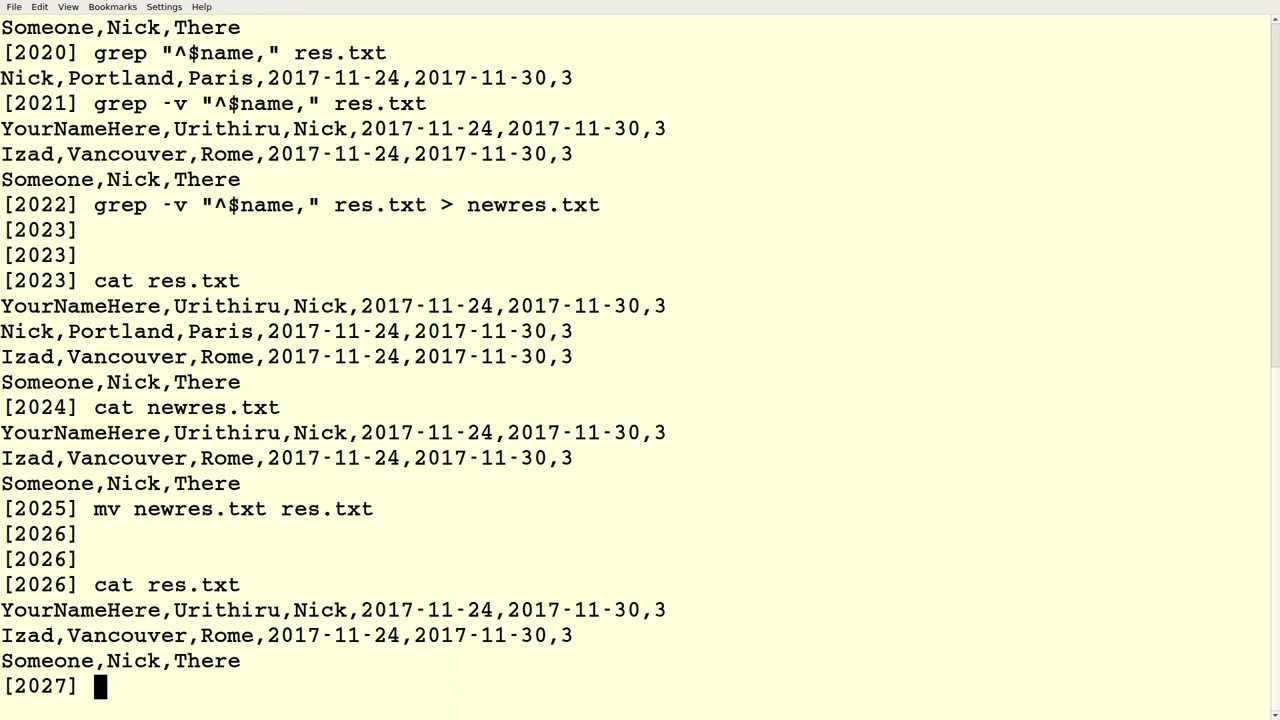 File Edit View Bookmarks Settings Help
Someone,Nick,There
[2020] grep "^$name," res.txt
Nick,Portland,Paris,2017-11-24,2017-11-30,3
[2021] grep -v "^$name," res.txt
YourNameHere,Urithiru,Nick,2017-11-24,2017-11-30,3
Izad,Vancouver,Rome,2017-11-24,2017-11-30,3
Someone,Nick,There
[2022] grep -v "^$name," res.txt > newres.txt
[2023]
[2023]
[2023] cat res.txt
YourNameHere,Urithiru,Nick,2017-11-24,2017-11-30,3
Nick,Portland,Paris,2017-11-24,2017-11-30,3
Izad,Vancouver,Rome,2017-11-24,2017-11-30,3
Someone,Nick,There
[2024] cat newres.txt
YourNameHere,Urithiru,Nick,2017-11-24,2017-11-30,3
Izad,Vancouver,Rome,2017-11-24,2017-11-30,3
Someone,Nick,There
[2025] mv newres.txt res.txt
[2026]
[2026]
[2026] cat res.txt
YourNameHere,Urithiru,Nick,2017-11-24,2017-11-30,3
Izad,Vancouver,Rome,2017-11-24,2017-11-30,3
Someone,Nick,There
[2027]